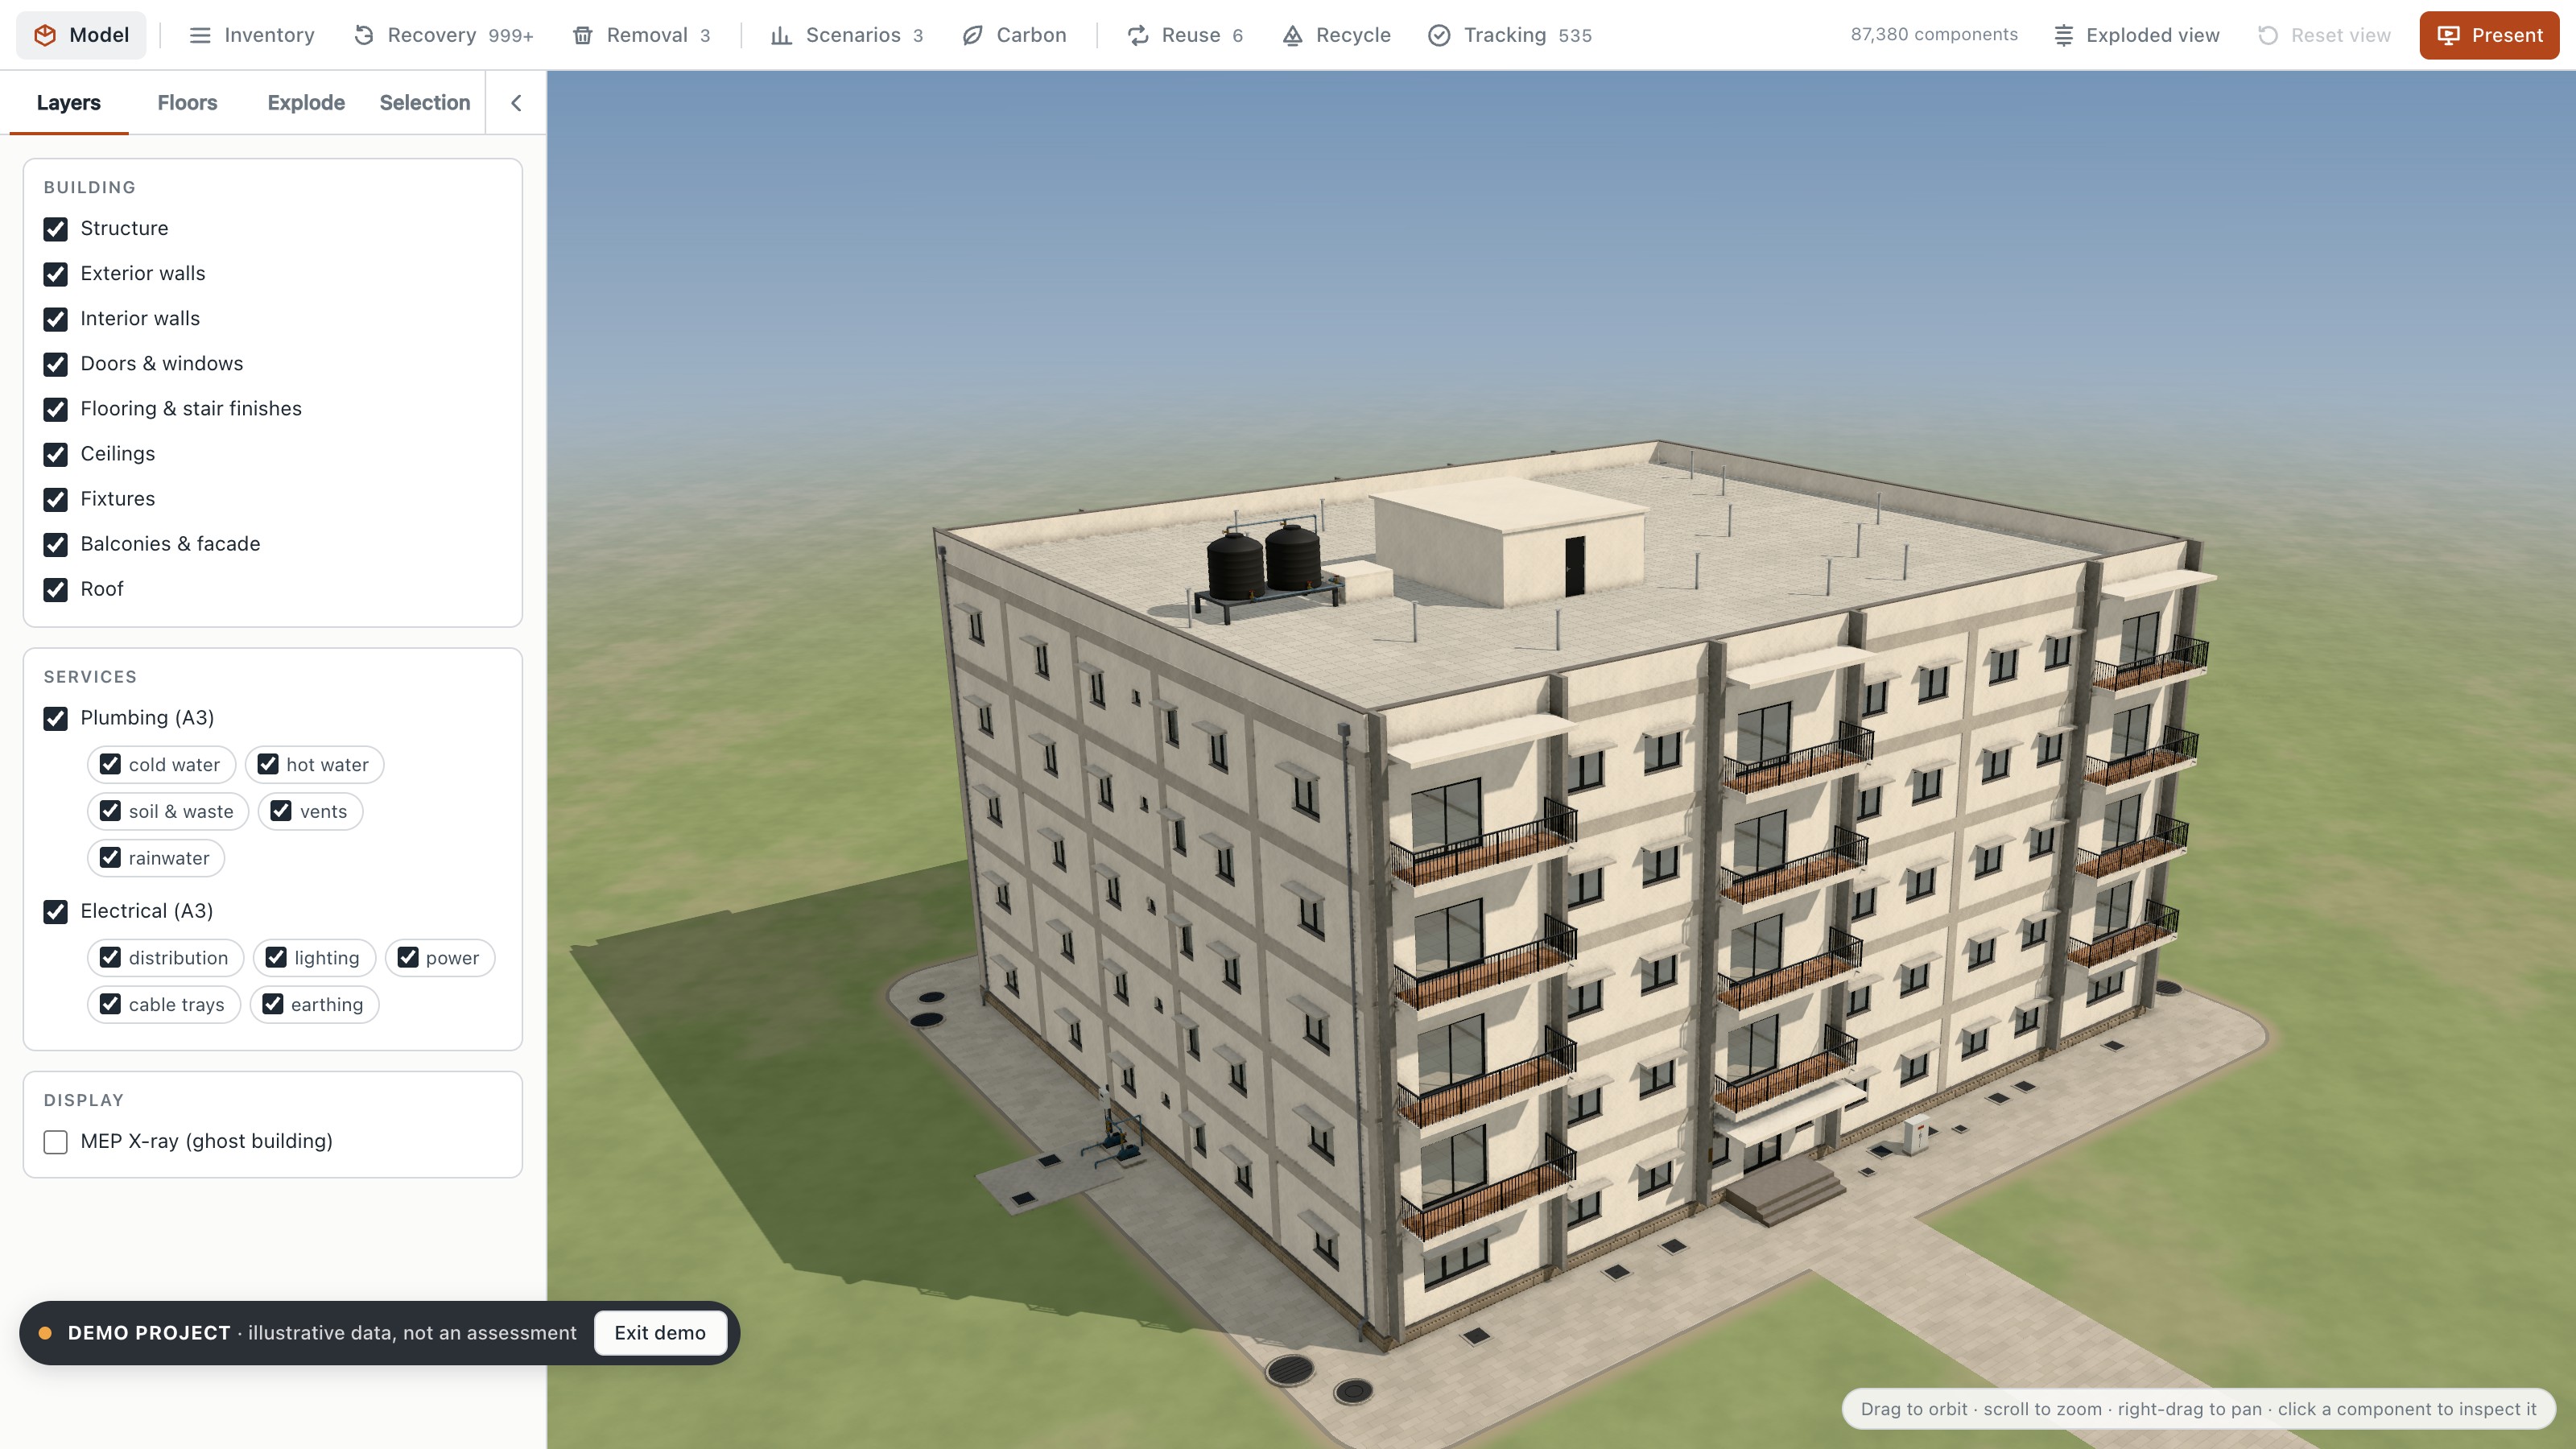 Model Inventory Recovery 999+ Removal 3 Scenarios 3 Carbon Reuse 6 Recycle Tracking 535 87,380 components Exploded view Reset view Present
Layers Floors Explode Selection
BUILDING
Structure
Exterior walls
Interior walls
Doors & windows
Flooring & stair finishes
Ceilings
Fixtures
Balconies & facade
Roof
SERVICES
Plumbing (A3)
cold water hot water
soil & waste vents
rainwater
Electrical (A3)
distribution lighting power
cable trays earthing
DISPLAY
MEP X-ray (ghost building)
DEMO PROJECT · illustrative data, not an assessment Exit demo
Drag to orbit · scroll to zoom · right-drag to pan · click a component to inspect it